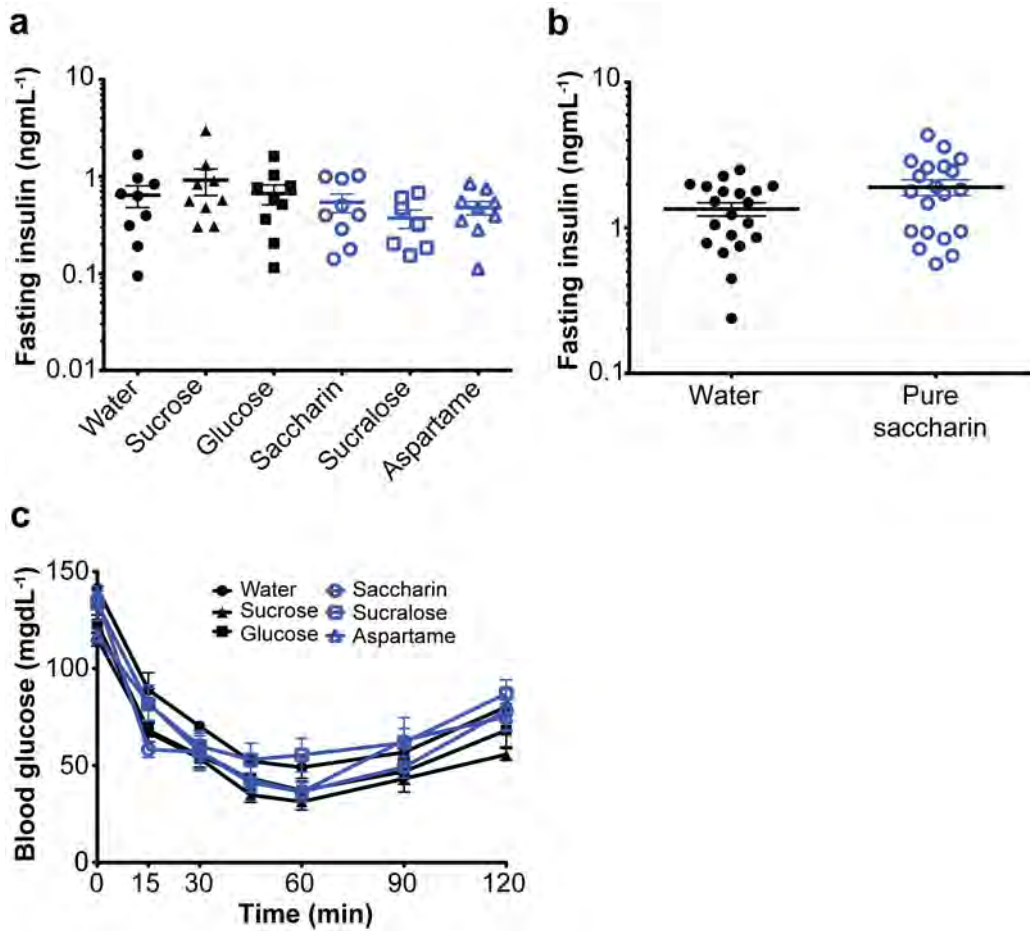 a
Fasting insulin (ngmL-1)
10
1
0.1
0.01
Water
Sucrose
Glucose
Saccharin
Sucralose
Aspartame
b
Fasting insulin (ngmL-1)
10
1
0.1
Water
Pure
saccharin
c
Blood glucose (mgdL-1)
150
100
50
0
Water
Sucrose
Glucose
Saccharin
Sucralose
Aspartame
0 15 30 60 90 120
Time (min)